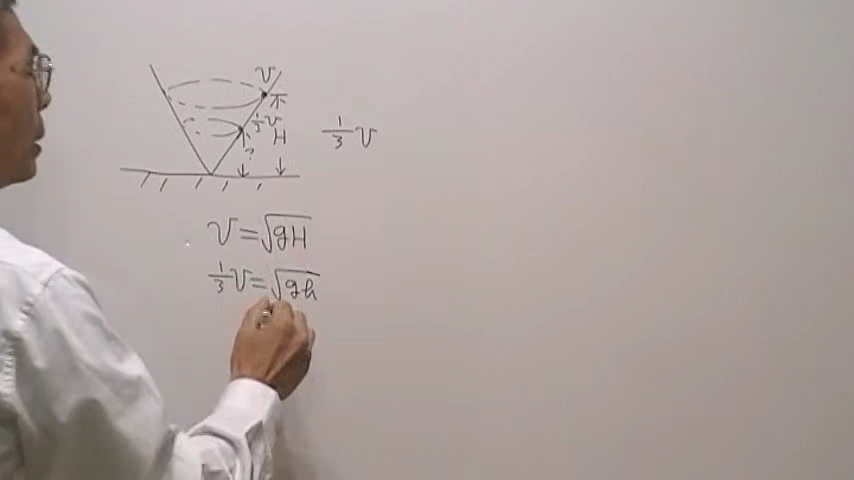 v
1/3 v
H
?
1/3 v
v = √gH
1/3 v = √gh